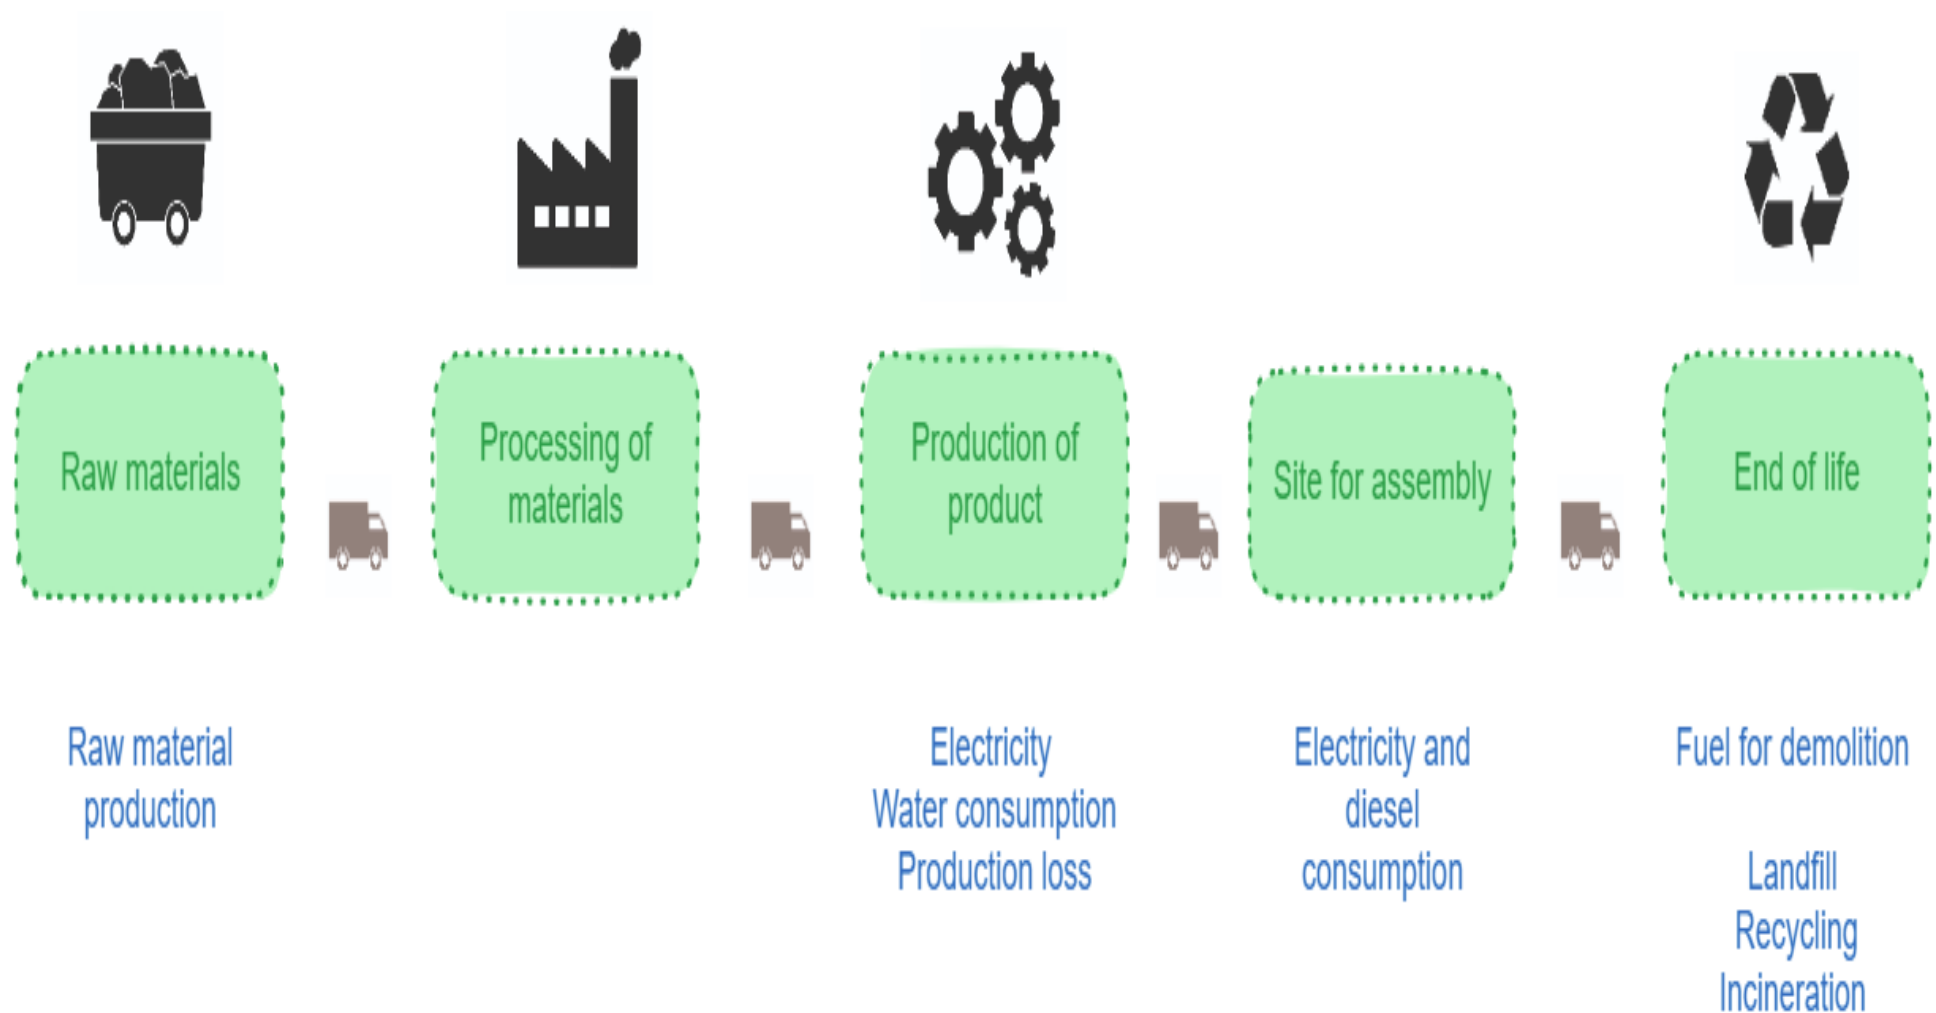 Raw materials
Processing of
materials
Production of
product
Site for assembly
End of life
Raw material
production
Electricity
Water consumption
Production loss
Electricity and
diesel
consumption
Fuel for demolition
Landfill
Recycling
Incineration